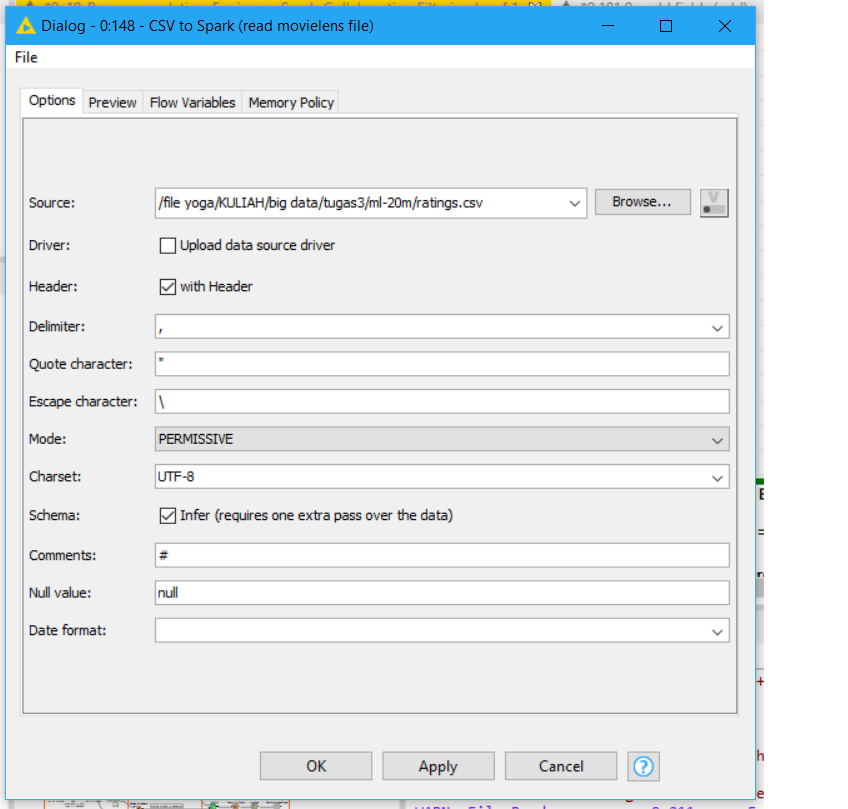 Dialog - 0:148 - CSV to Spark (read movielens file)
File
Options Preview Flow Variables Memory Policy
Source: /file yoga/KULIAH/big data/tugas3/ml-20m/ratings.csv Browse... V
Driver: Upload data source driver
Header: with Header
Delimiter: ,
Quote character: "
Escape character: \
Mode: PERMISSIVE
Charset: UTF-8
Schema: Infer (requires one extra pass over the data)
Comments: #
Null value: null
Date format:
OK Apply Cancel ?